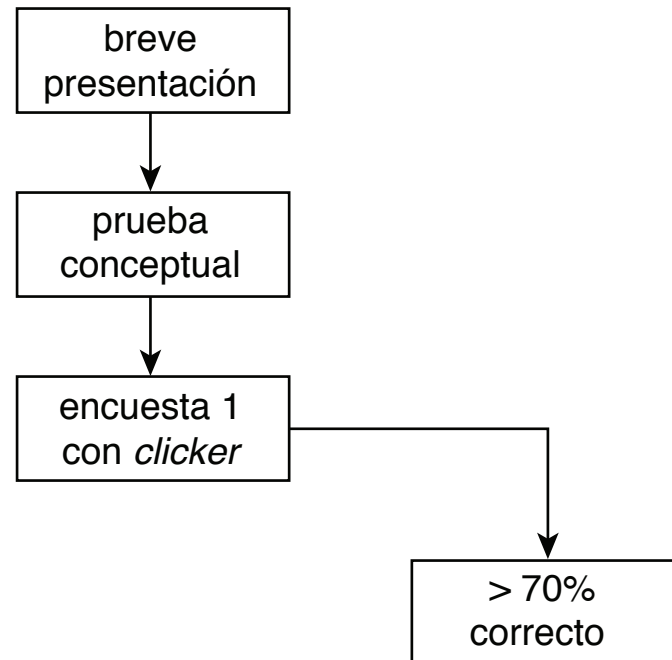 breve
presentación
prueba
conceptual
encuesta 1
con clicker
> 70%
correcto